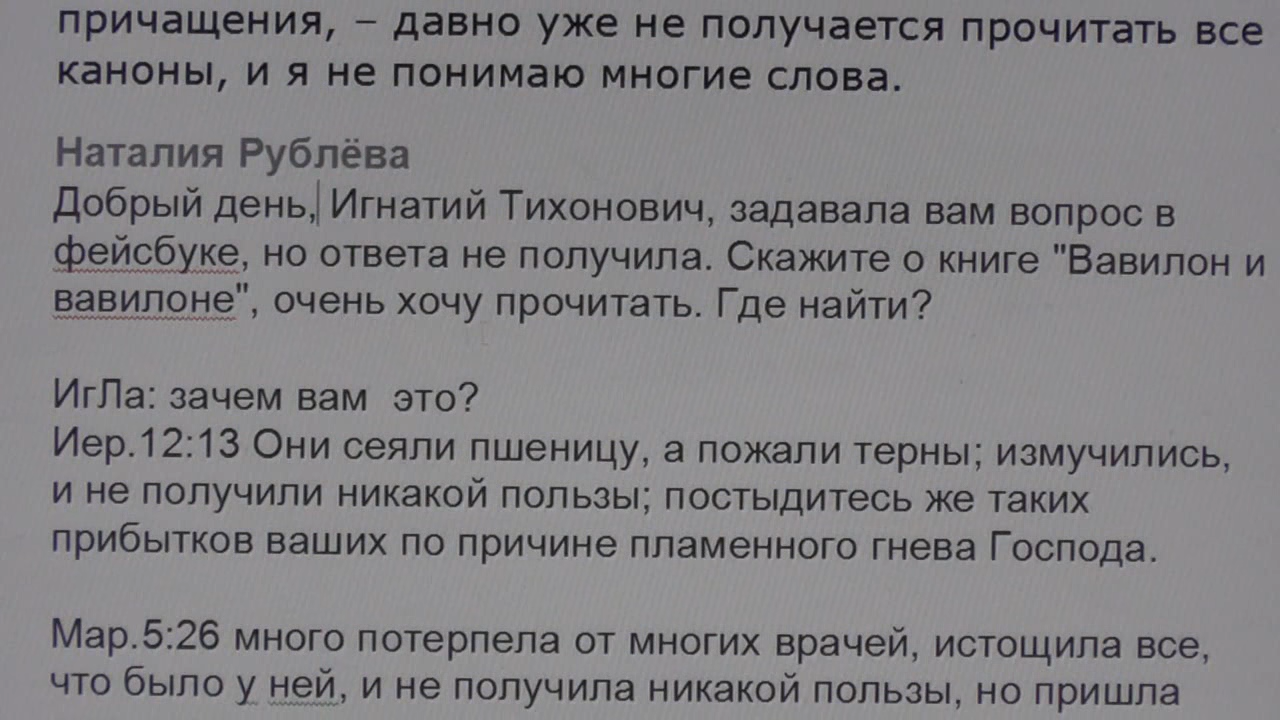 причащения, – давно уже не получается прочитать все
каноны, и я не понимаю многие слова.
Наталия Рублёва
Добрый день, Игнатий Тихонович, задавала вам вопрос в
фейсбуке, но ответа не получила. Скажите о книге "Вавилон и
вавилоне", очень хочу прочитать. Где найти?
ИгЛа: зачем вам  это?
Иер.12:13 Они сеяли пшеницу, а пожали терны; измучились,
и не получили никакой пользы; постыдитесь же таких
прибытков ваших по причине пламенного гнева Господа.
Мар.5:26 много потерпела от многих врачей, истощила все,
что было у ней, и не получила никакой пользы, но пришла